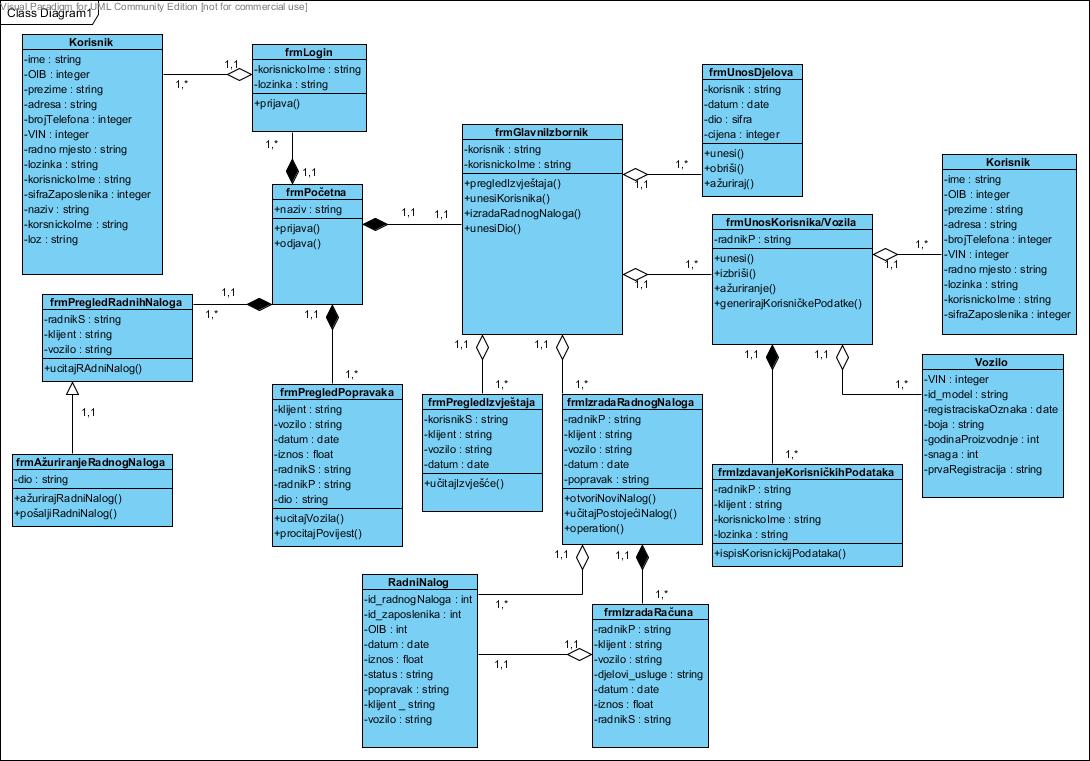 Visual Paradigm for UML Community Edition [not for commercial use]
Class Diagram1
Korisnik
-ime : string
-OIB : integer
-prezime : string
-adresa : string
-brojTelefona : integer
-VIN : integer
-radno mjesto : string
-lozinka : string
-korisnickoIme : string
-sifraZaposlenika : integer
-naziv : string
-korsnickoIme : string
-loz : string
1,1
1,*
frmLogin
-korisnickoIme : string
-lozinka : string
+prijava()
1,*
1,1
frmPočetna
-naziv : string
+prijava()
+odjava()
1,1
1,1
frmGlavniIzbornik
-korisnik : string
-korisnickoIme : string
+pregledIzvještaja()
+unesiKorisnika()
+izradaRadnogNaloga()
+unesiDio()
1,*
1,1
frmUnosDjelova
-korisnik : string
-datum : date
-dio : sifra
-cijena : integer
+unesi()
+obriši()
+ažuriraj()
1,*
1,1
frmUnosKorisnika/Vozila
-radnikP : string
+unesi()
+izbriši()
+ažuriranje()
+generirajKorisničkePodatke()
1,*
1,1
Korisnik
-ime : string
-OIB : integer
-prezime : string
-adresa : string
-brojTelefona : integer
-VIN : integer
-radno mjesto : string
-lozinka : string
-korisnickoIme : string
-sifraZaposlenika : integer
1,1
1,*
frmPregledRadnihNaloga
-radnikS : string
-klijent : string
-vozilo : string
+ucitajRAdniNalog()
1,1
frmAžuriranjeRadnogNaloga
-dio : string
+ažurirajRadniNalog()
+pošaljiRadniNalog()
1,1
1,*
frmPregledPopravaka
-klijent : string
-vozilo : string
-datum : date
-iznos : float
-radnikS : string
-radnikP : string
-dio : string
+ucitajVozila()
+procitajPovijest()
1,1
1,*
frmPregledIzvještaja
-korisnikS : string
-klijent : string
-vozilo : string
-datum : date
+učitajIzvješće()
1,1
1,*
frmIzradaRadnogNaloga
-radnikP : string
-klijent : string
-vozilo : string
-datum : date
-popravak : string
+otvoriNoviNalog()
+učitajPostojećiNalog()
+operation()
1,1
1,*
frmIzdavanjeKorisničkihPodataka
-radnikP : string
-klijent : string
-korisnickoIme : string
-lozinka : string
+ispisKorisnickijPodataka()
1,1
1,*
Vozilo
-VIN : integer
-id_model : string
-registraciskaOznaka : date
-boja : string
-godinaProizvodnje : int
-snaga : int
-prvaRegistracija : string
1,1
1,*
RadniNalog
-id_radnogNaloga : int
-id_zaposlenika : int
-OIB : int
-datum : date
-iznos : float
-status : string
-popravak : string
-klijent _ string
-vozilo : string
1,1
1,*
frmIzradaRačuna
-radnikP : string
-klijent : string
-vozilo : string
-djelovi_usluge : string
-datum : date
-iznos : float
-radnikS : string
1,1
1,1